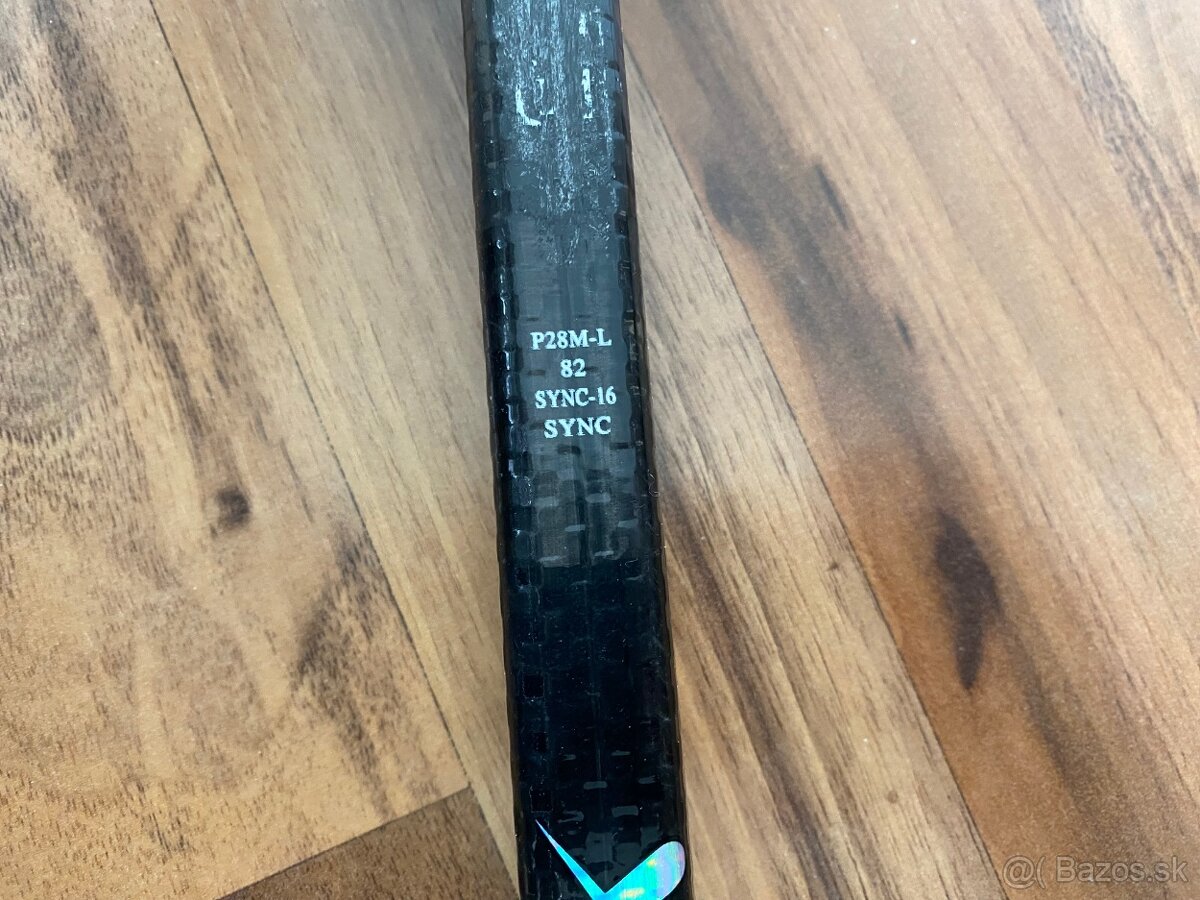 P28M-L
82
SYNC-16
SYNC
@( Bazos.sk